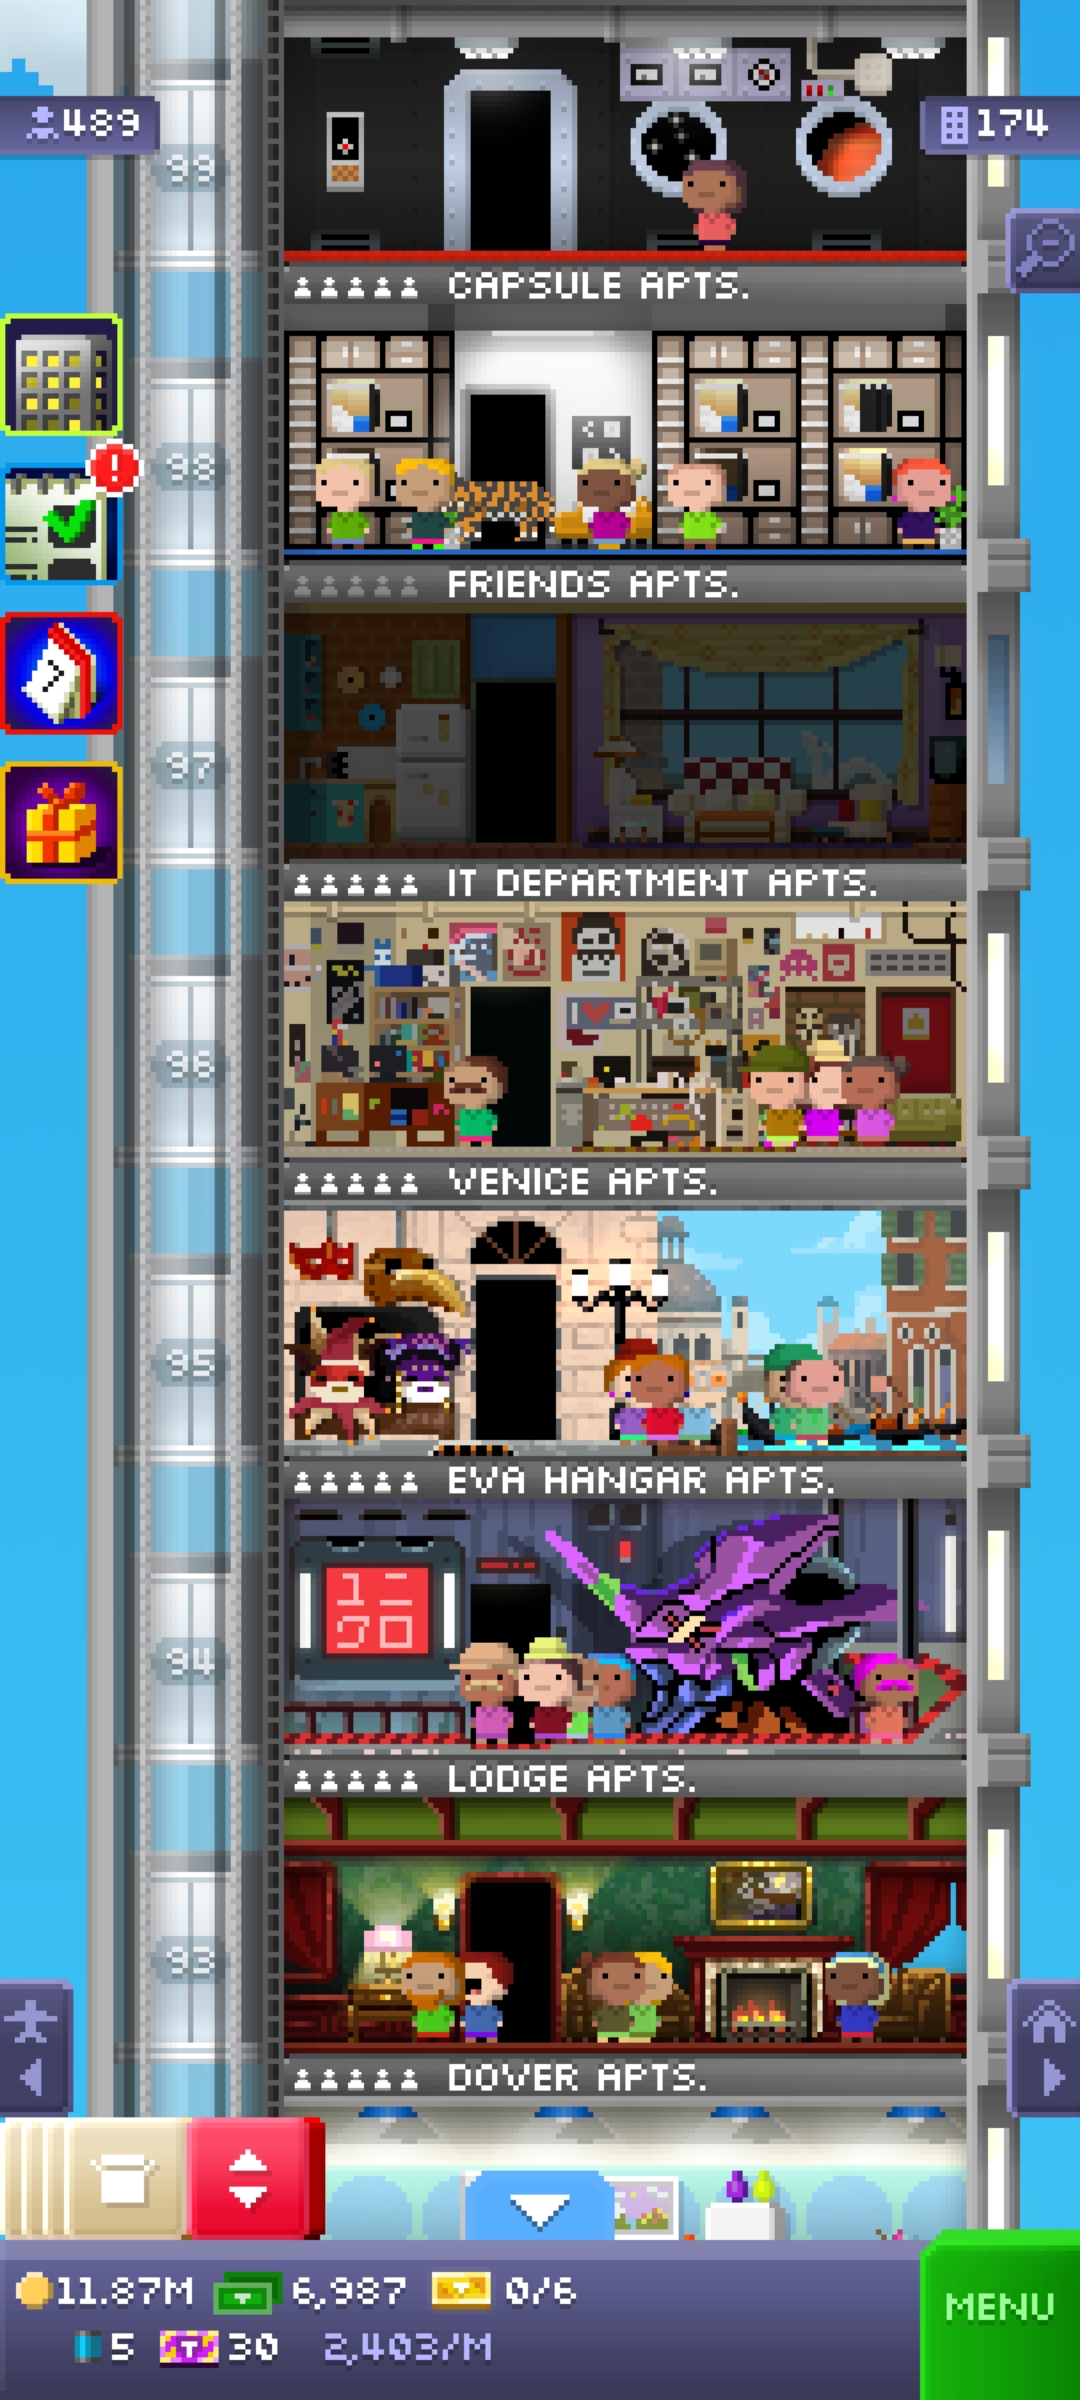 99
489
174
CAPSULE APTS.
98
FRIENDS APTS.
97
IT DEPARTMENT APTS.
96
VENICE APTS.
95
EVA HANGAR APTS.
94
LODGE APTS.
93
DOVER APTS.
11.87M 6,987 0/6
5 T 30 2,403/M
MENU